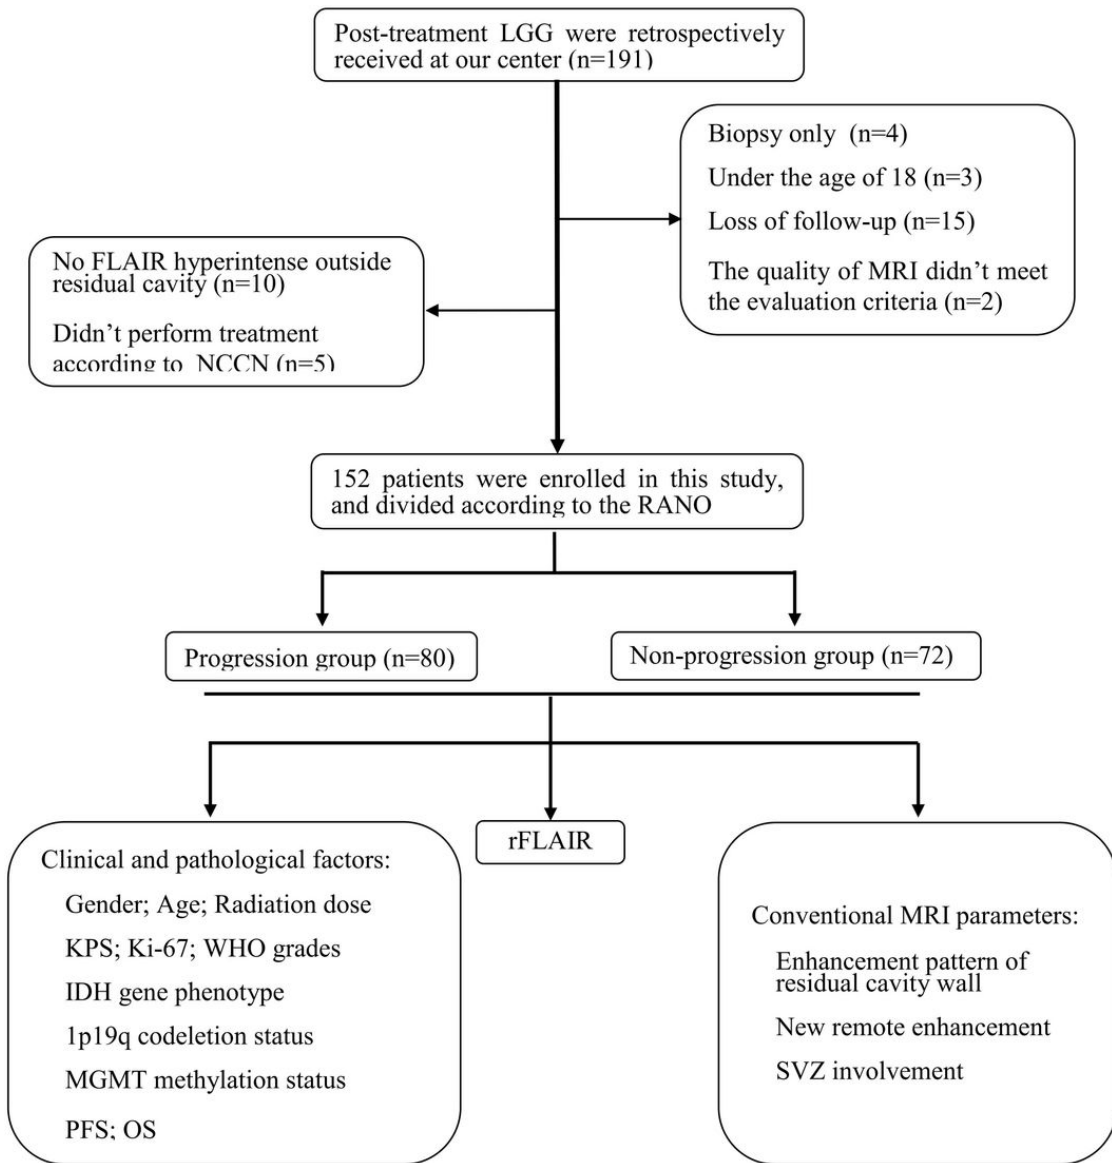 Post-treatment LGG were retrospectively
received at our center (n=191)
Biopsy only (n=4)
Under the age of 18 (n=3)
Loss of follow-up (n=15)
The quality of MRI didn’t meet
the evaluation criteria (n=2)
No FLAIR hyperintense outside
residual cavity (n=10)
Didn’t perform treatment
according to NCCN (n=5)
152 patients were enrolled in this study,
and divided according to the RANO
Progression group (n=80)
Non-progression group (n=72)
Clinical and pathological factors:
Gender; Age; Radiation dose
KPS; Ki-67; WHO grades
IDH gene phenotype
1p19q codeletion status
MGMT methylation status
PFS; OS
rFLAIR
Conventional MRI parameters:
Enhancement pattern of
residual cavity wall
New remote enhancement
SVZ involvement